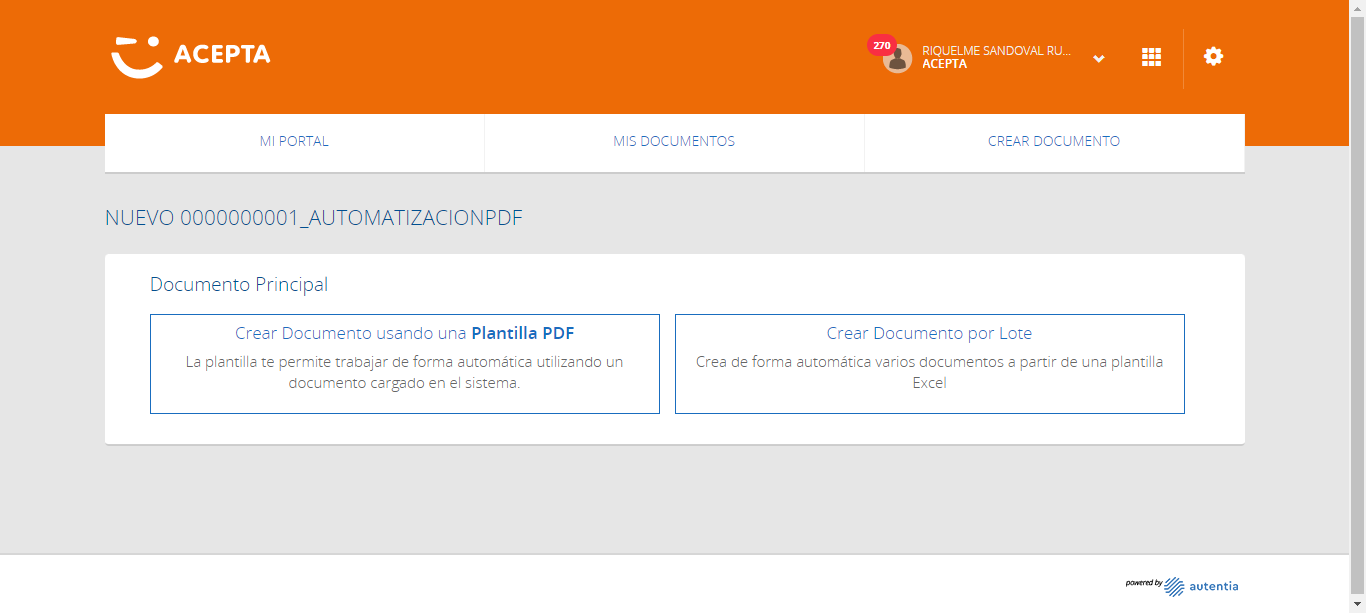 ACEPTA
270
RIQUELME SANDOVAL RU...
ACEPTA
MI PORTAL
MIS DOCUMENTOS
CREAR DOCUMENTO
NUEVO 0000000001_AUTOMATIZACIONPDF
Documento Principal
Crear Documento usando una Plantilla PDF
La plantilla te permite trabajar de forma automática utilizando un
documento cargado en el sistema.
Crear Documento por Lote
Crea de forma automática varios documentos a partir de una plantilla
Excel
powered by autentia